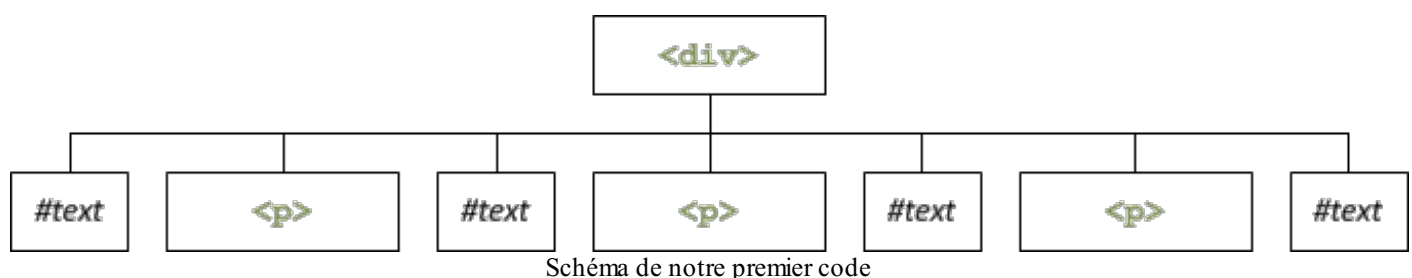 <div>
#text <p> #text <p> #text <p> #text
Schéma de notre premier code